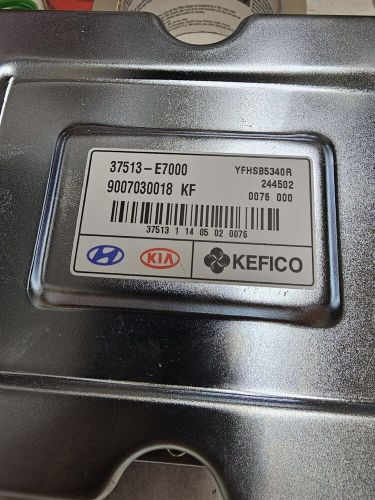 37513-E7000
9007030018 KF
YFHSB5340R
244502
0076 000
37513 1 14 05 02 0076
KIA
KEFICO